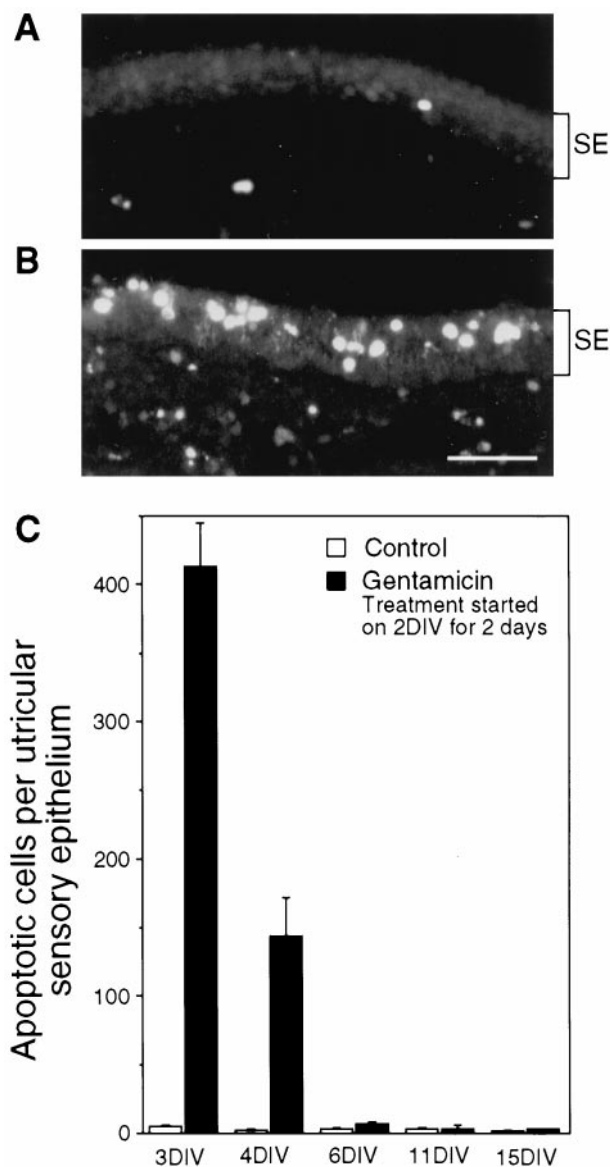 A
SE
B
SE
C
Control
Gentamicin
Treatment started
on 2DIV for 2 days
Apoptotic cells per utricular
sensory epithelium
400
300
200
100
0
3DIV 4DIV 6DIV 11DIV 15DIV